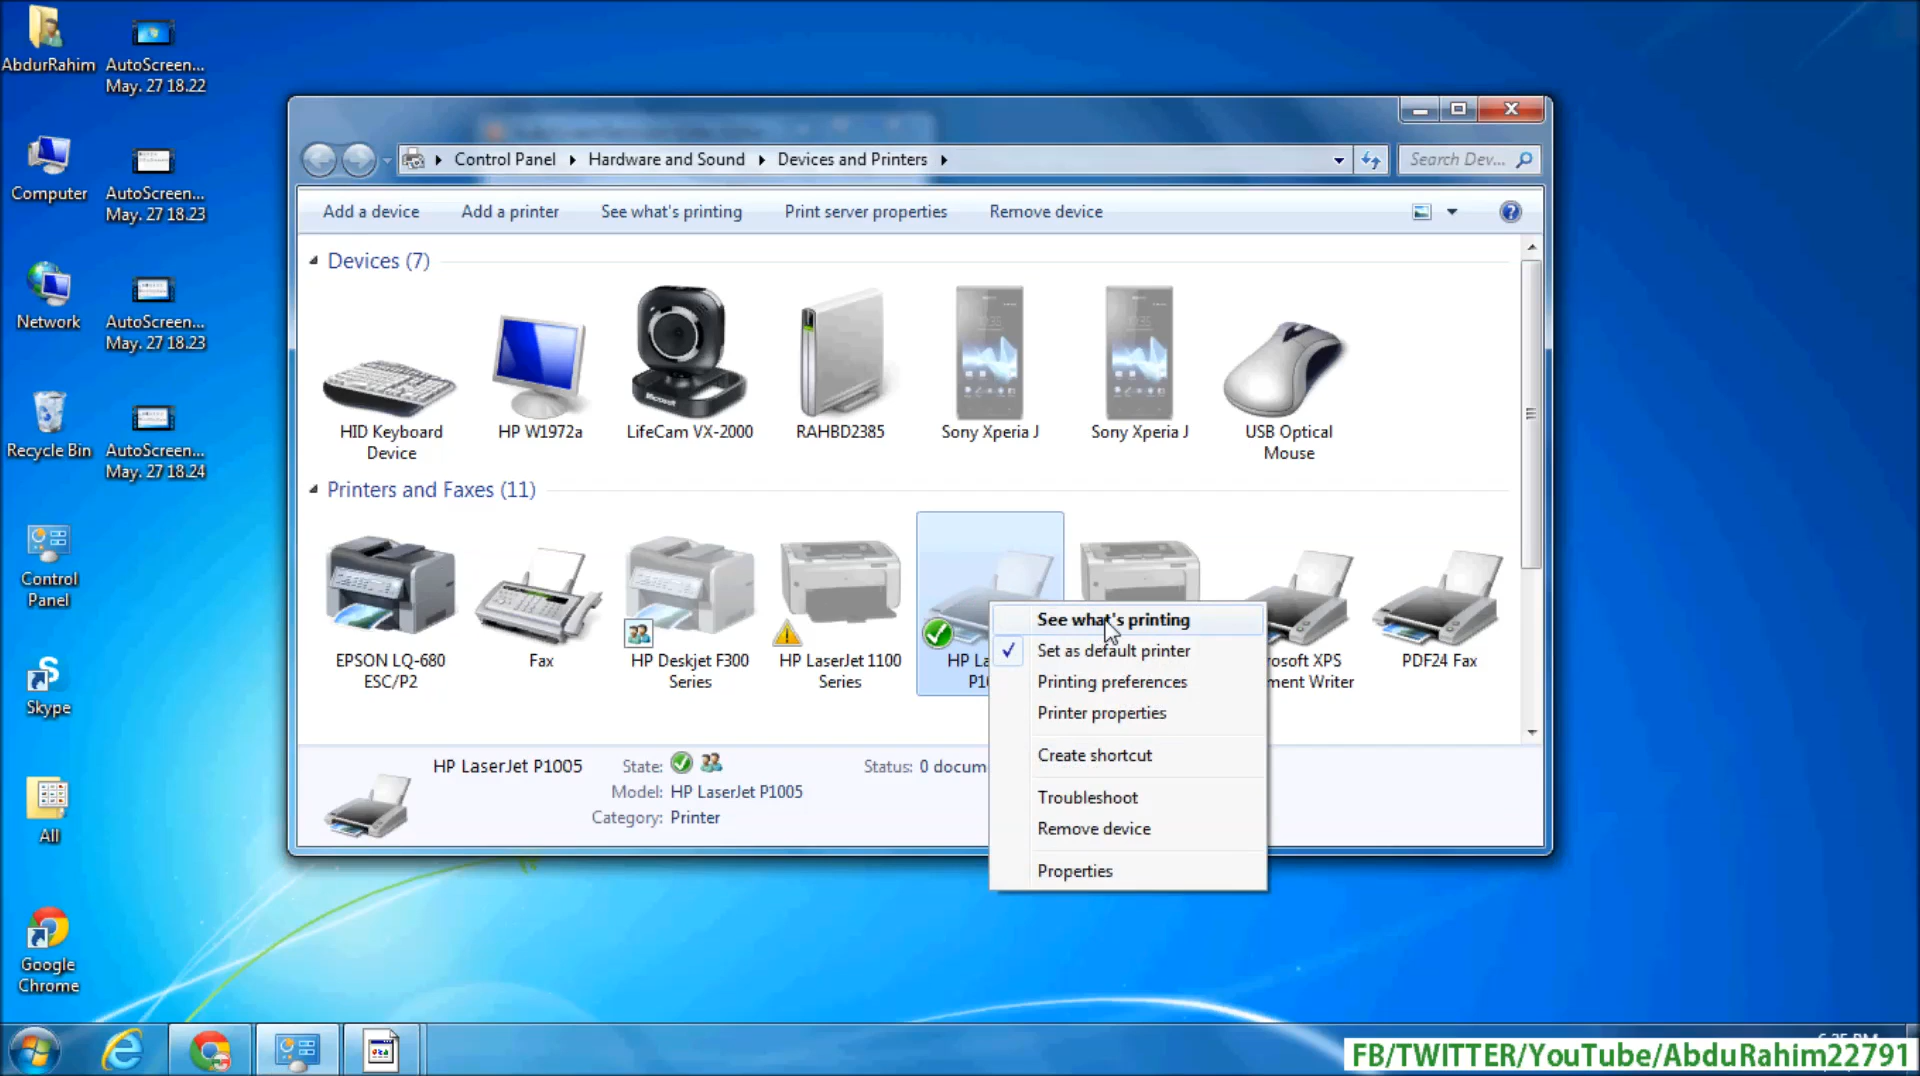 AbdurRahim
AutoScreen...
May. 27 18.22
Computer
AutoScreen...
May. 27 18.23
Network
AutoScreen...
May. 27 18.23
Recycle Bin
AutoScreen...
May. 27 18.24
Control
Panel
Skype
All
Google
Chrome
Control Panel
Hardware and Sound
Devices and Printers
Search Dev...
Add a device
Add a printer
See what's printing
Print server properties
Remove device
Devices (7)
HID Keyboard
Device
HP W1972a
Microsoft
LifeCam VX-2000
RAHBD2385
Sony Xperia J
Sony Xperia J
USB Optical
Mouse
Printers and Faxes (11)
EPSON LQ-680
ESC/P2
Fax
HP Deskjet F300
Series
HP LaserJet 1100
Series
HP La
P10
rosoft XPS
ment Writer
PDF24 Fax
See what's printing
Set as default printer
Printing preferences
Printer properties
Create shortcut
Troubleshoot
Remove device
Properties
HP LaserJet P1005
State:
Status: 0 docum
Model: HP LaserJet P1005
Category: Printer
FB/TWITTER/YouTube/AbduRahim22791